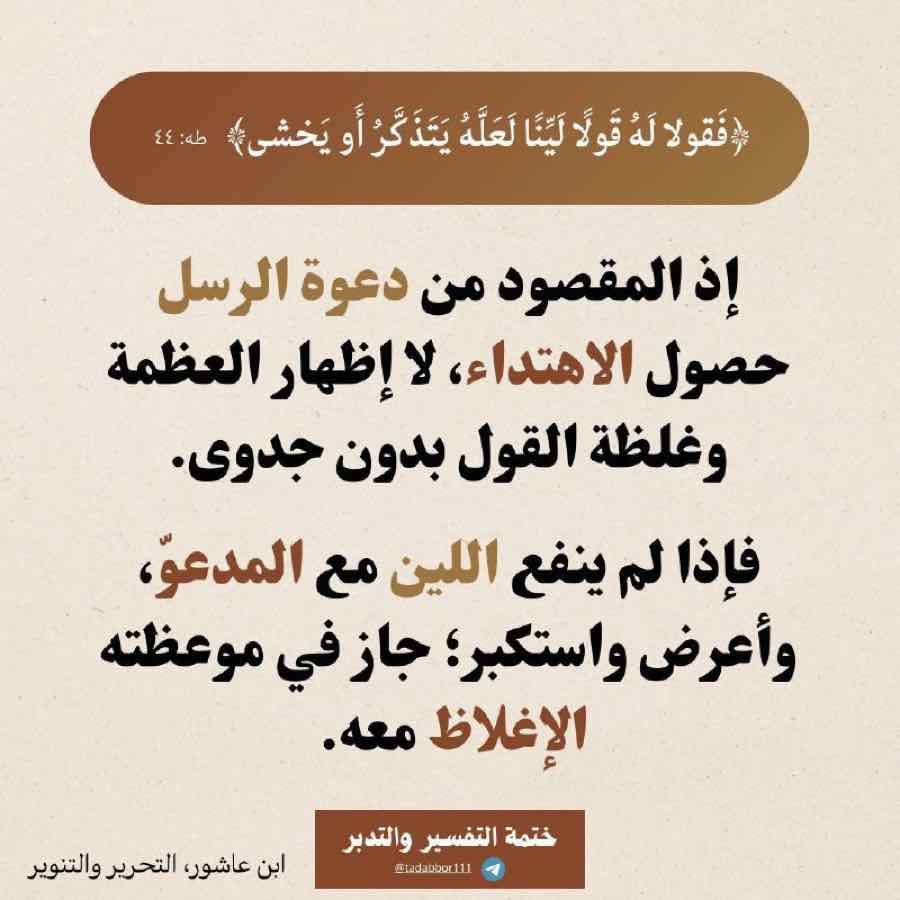 ﴿فَقولا لَهُ قَولًا لَيِّنًا لَعَلَّهُ يَتَذَكَّرُ أَو يَخشى﴾ طه: ٤٤
إذ المقصود من دعوة الرسل
حصول الاهتداء، لا إظهار العظمة
وغلظة القول بدون جدوى.
فإذا لم ينفع اللين مع المدعوّ،
وأعرض واستكبر؛ جاز في موعظته
الإغلاظ معه.
ختمة التفسير والتدبر
@tadabbor111
ابن عاشور، التحرير والتنوير